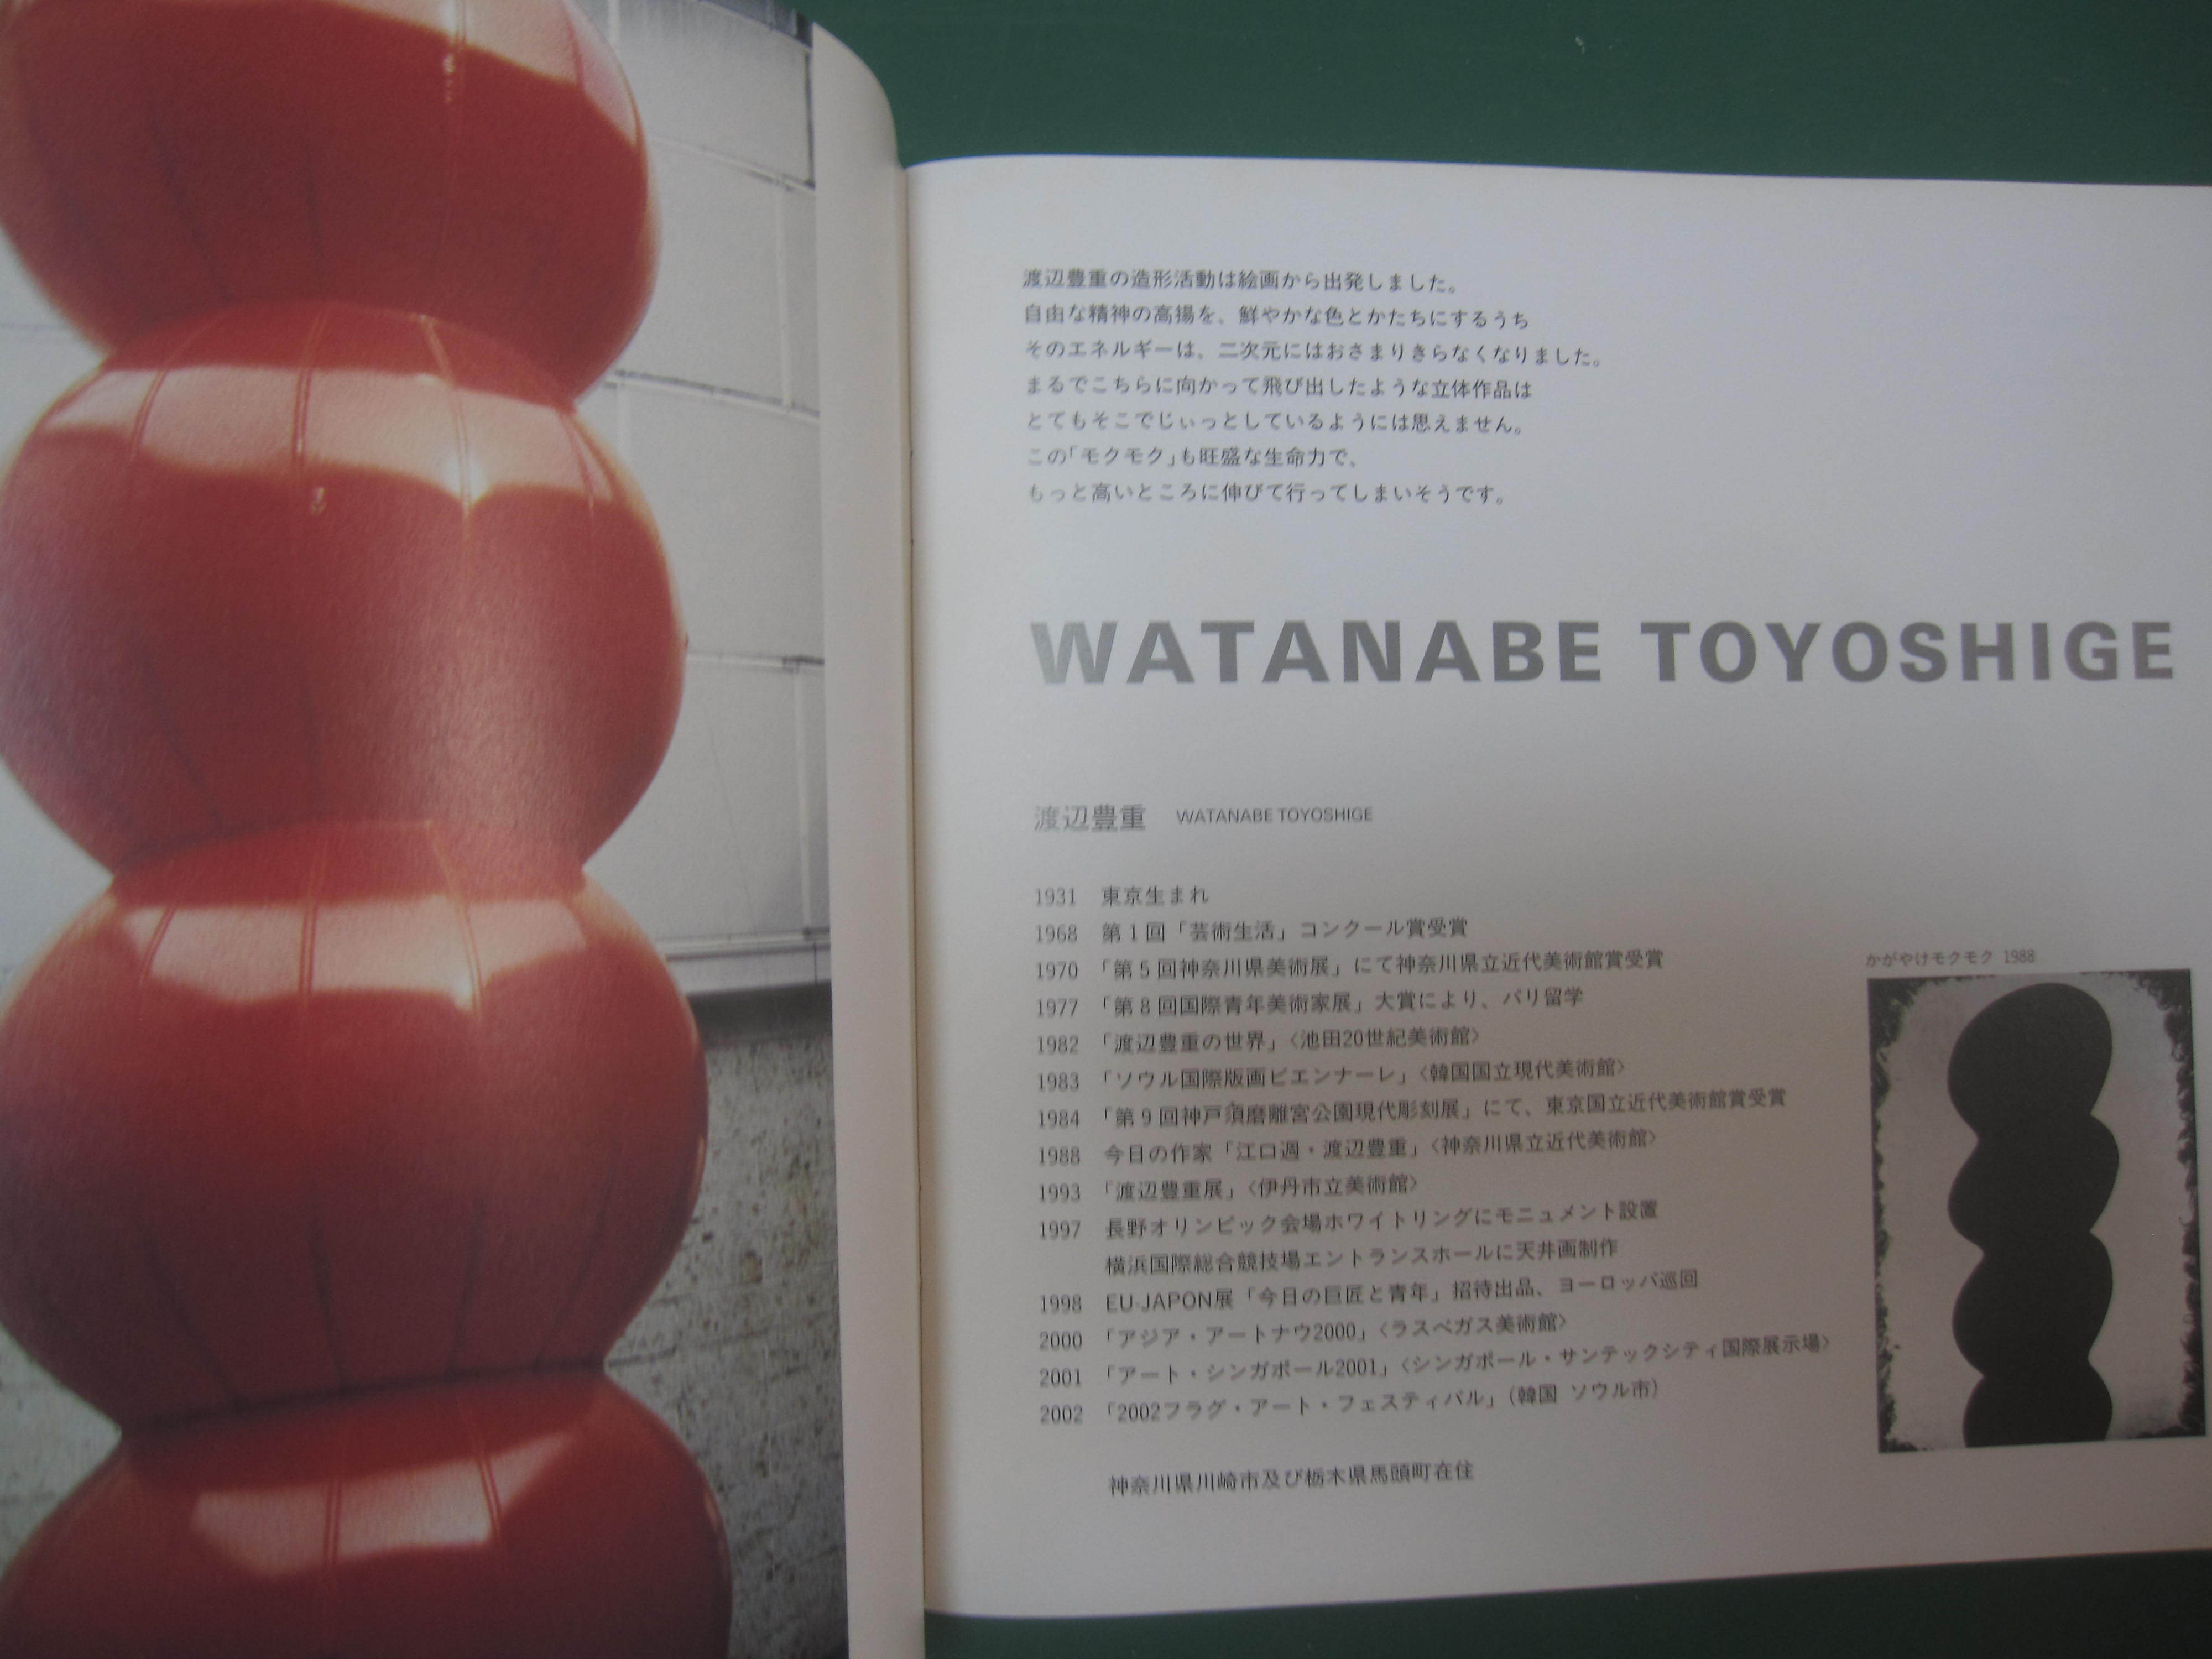 渡辺豊重の造形活動は絵画から出発しました。
自由な精神の高揚を、鮮やかな色とかたちにするうち
そのエネルギーは、二次元にはおさまりきらなくなりました。
まるでこちらに向かって飛び出したような立体作品は
とてもそこでじぃっとしているようには思えません。
この「モクモク」も旺盛な生命力で、
もっと高いところに伸びて行ってしまいそうです。
WATANABE TOYOSHIGE
渡辺豊重 WATANABE TOYOSHIGE
1931 東京生まれ
1968 第1回「芸術生活」コンクール賞受賞
1970 「第5回神奈川県美術展」にて神奈川県立近代美術館賞受賞
1977 「第8回国際青年美術家展」大賞により、パリ留学
1982 「渡辺豊重の世界」〈池田20世紀美術館〉
1983 「ソウル国際版画ビエンナーレ」〈韓国国立現代美術館〉
1984 「第9回神戸須磨離宮公園現代彫刻展」にて、東京国立近代美術館賞受賞
1988 今日の作家「江口週・渡辺豊重」〈神奈川県立近代美術館〉
1993 「渡辺豊重展」〈伊丹市立美術館〉
1997 長野オリンピック会場ホワイトリングにモニュメント設置
横浜国際総合競技場エントランスホールに天井画制作
1998 EU-JAPON展「今日の巨匠と青年」招待出品、ヨーロッパ巡回
2000 「アジア・アートナウ2000」〈ラスベガス美術館〉
2001 「アート・シンガポール2001」〈シンガポール・サンテックシティ国際展示場〉
2002 「2002フラグ・アート・フェスティバル」（韓国 ソウル市）
神奈川県川崎市及び栃木県馬頭町在住
かがやけモクモク 1988